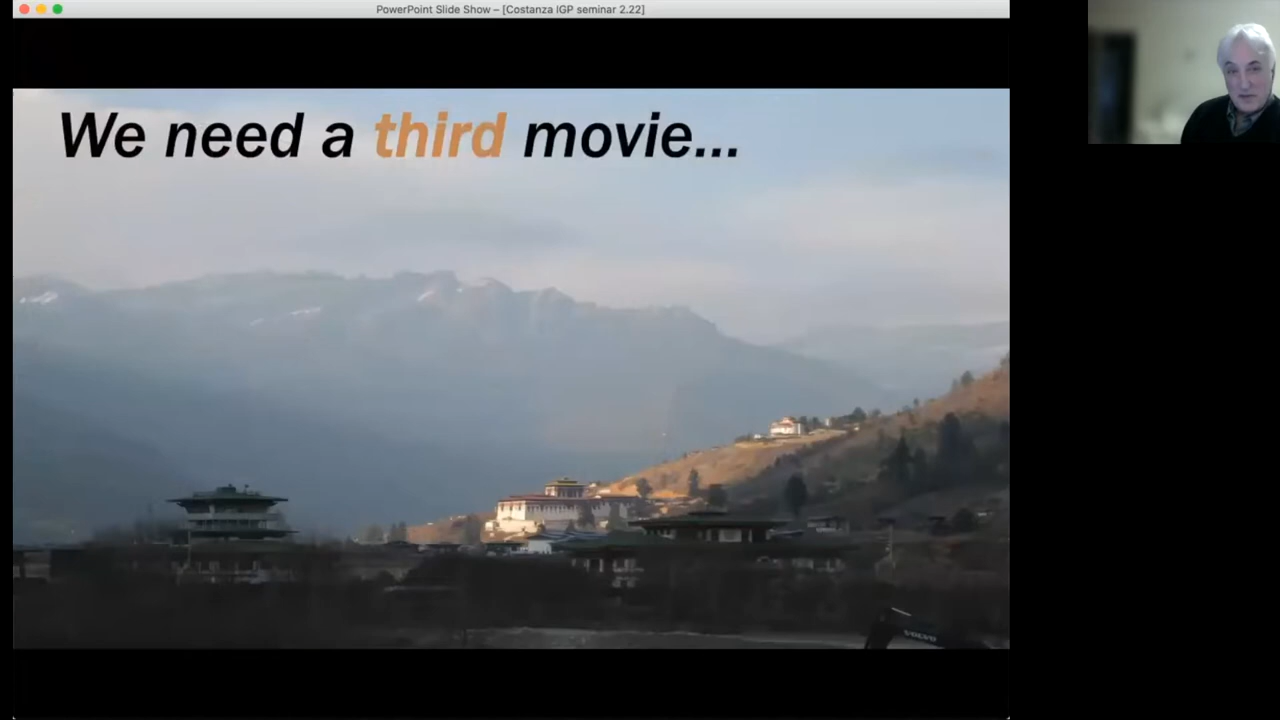 PowerPoint Slide Show – [Costanza IGP seminar 2.22]
We need a third movie...
VOLVO